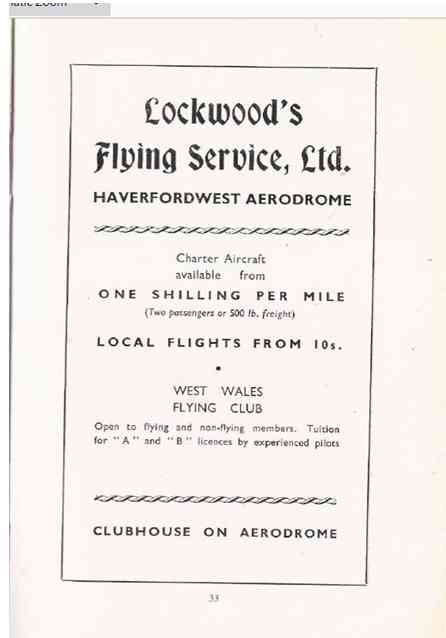 Lockwood's
Flying Service, Ltd.
HAVERFORDWEST AERODROME
Charter Aircraft
available from
ONE SHILLING PER MILE
(Two passengers or 500 lb. freight)
LOCAL FLIGHTS FROM 10s.
•
WEST WALES
FLYING CLUB
Open to flying and non-flying members. Tuition
for "A" and "B" licences by experienced pilots
CLUBHOUSE ON AERODROME
33